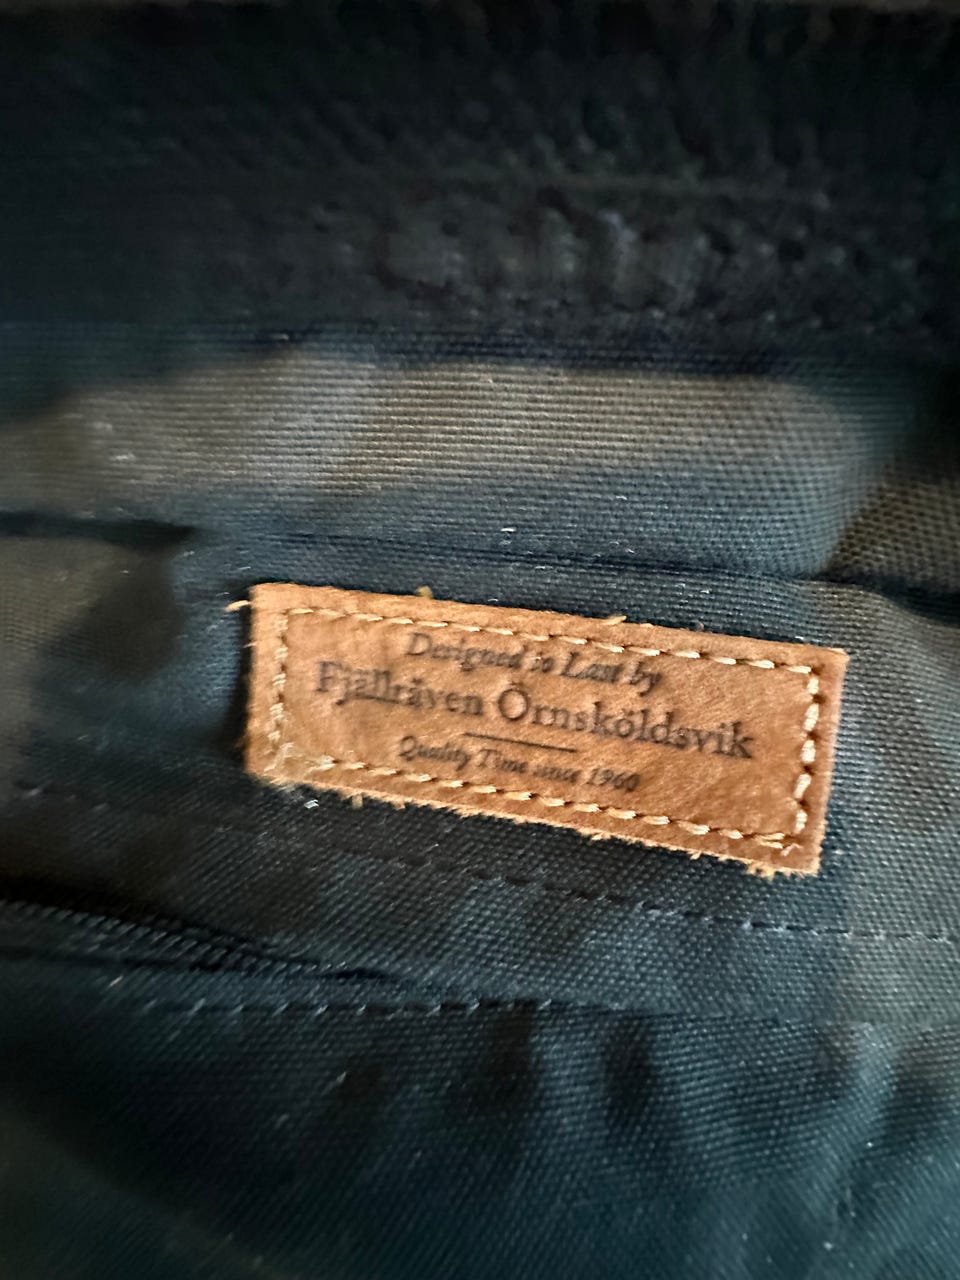 Designed to Last by
Fjällräven Örnsköldsvik
Quality Time since 1960